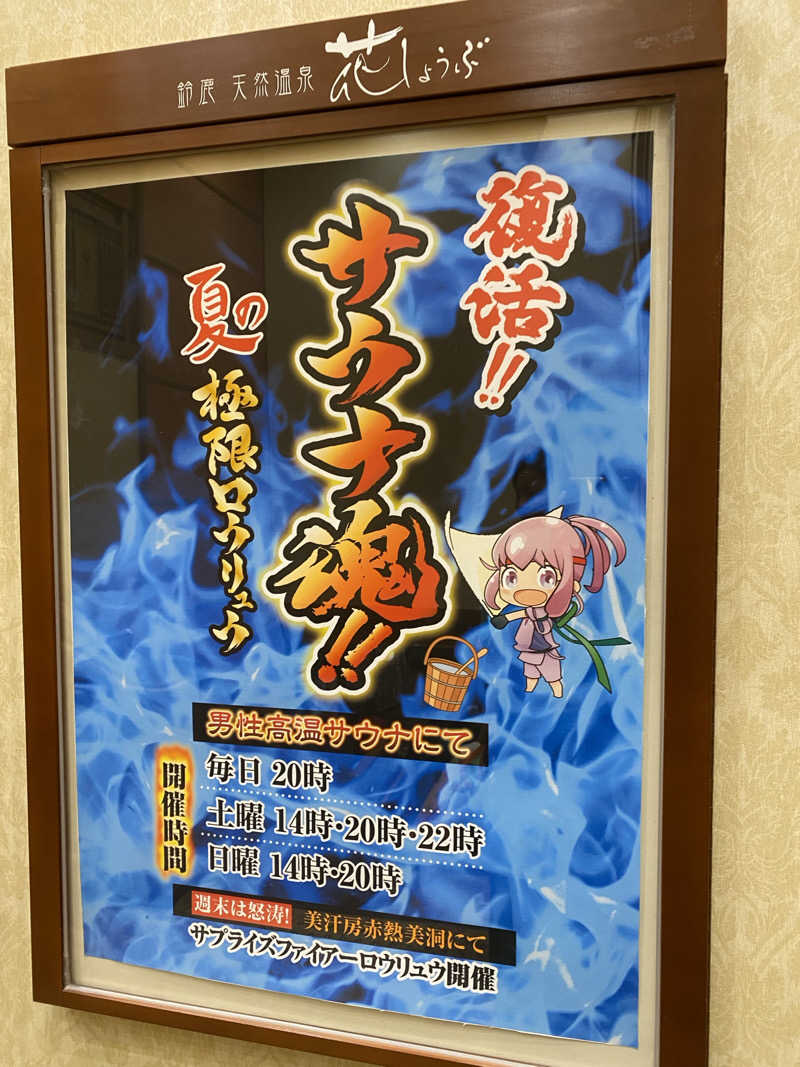 鈴鹿 天然温泉 花しょうぶ
復活!!
サウナ魂!!
夏の
極限ロウリュウ
男性高温サウナにて
開催時間
毎日 20時
土曜 14時・20時・22時
日曜 14時・20時
週末は怒涛! 美汗房赤熱美洞にて
サプライズファイアーロウリュウ開催